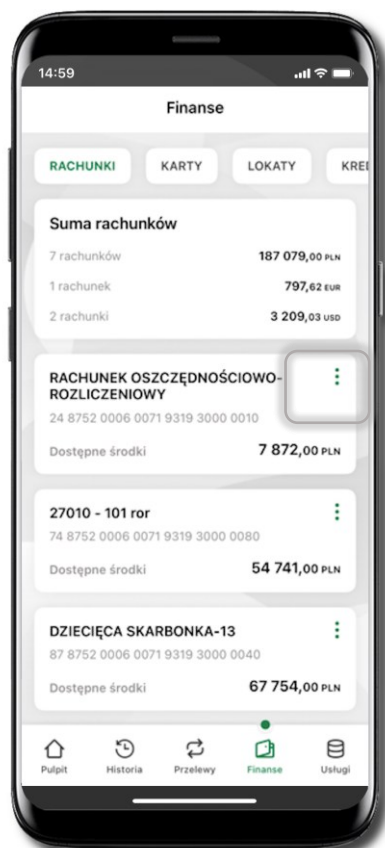 14:59
Finanse
RACHUNKI KARTY LOKATY KRE
Suma rachunków
7 rachunków 187 079,00 PLN
1 rachunek 797,62 EUR
2 rachunki 3 209,03 USD
RACHUNEK OSZCZĘDNOŚCIOWO-
ROZLICZENIOWY
24 8752 0006 0071 9319 3000 0010
Dostępne środki 7 872,00 PLN
27010 - 101 ror
74 8752 0006 0071 9319 3000 0080
Dostępne środki 54 741,00 PLN
DZIECIĘCA SKARBONKA-13
87 8752 0006 0071 9319 3000 0040
Dostępne środki 67 754,00 PLN
Pulpit Historia Przelewy Finanse Usługi